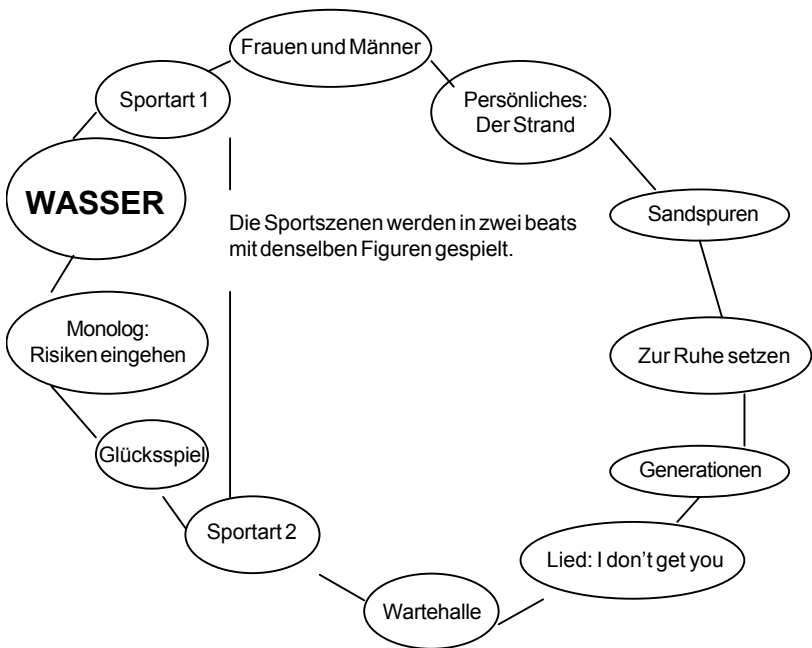 Frauen und Männer
Sportart 1
Persönliches:
Der Strand
WASSER
Die Sportszenen werden in zwei beats
mit denselben Figuren gespielt.
Sandspuren
Monolog:
Risiken eingehen
Zur Ruhe setzen
Glücksspiel
Generationen
Sportart 2
Lied: I don't get you
Wartehalle